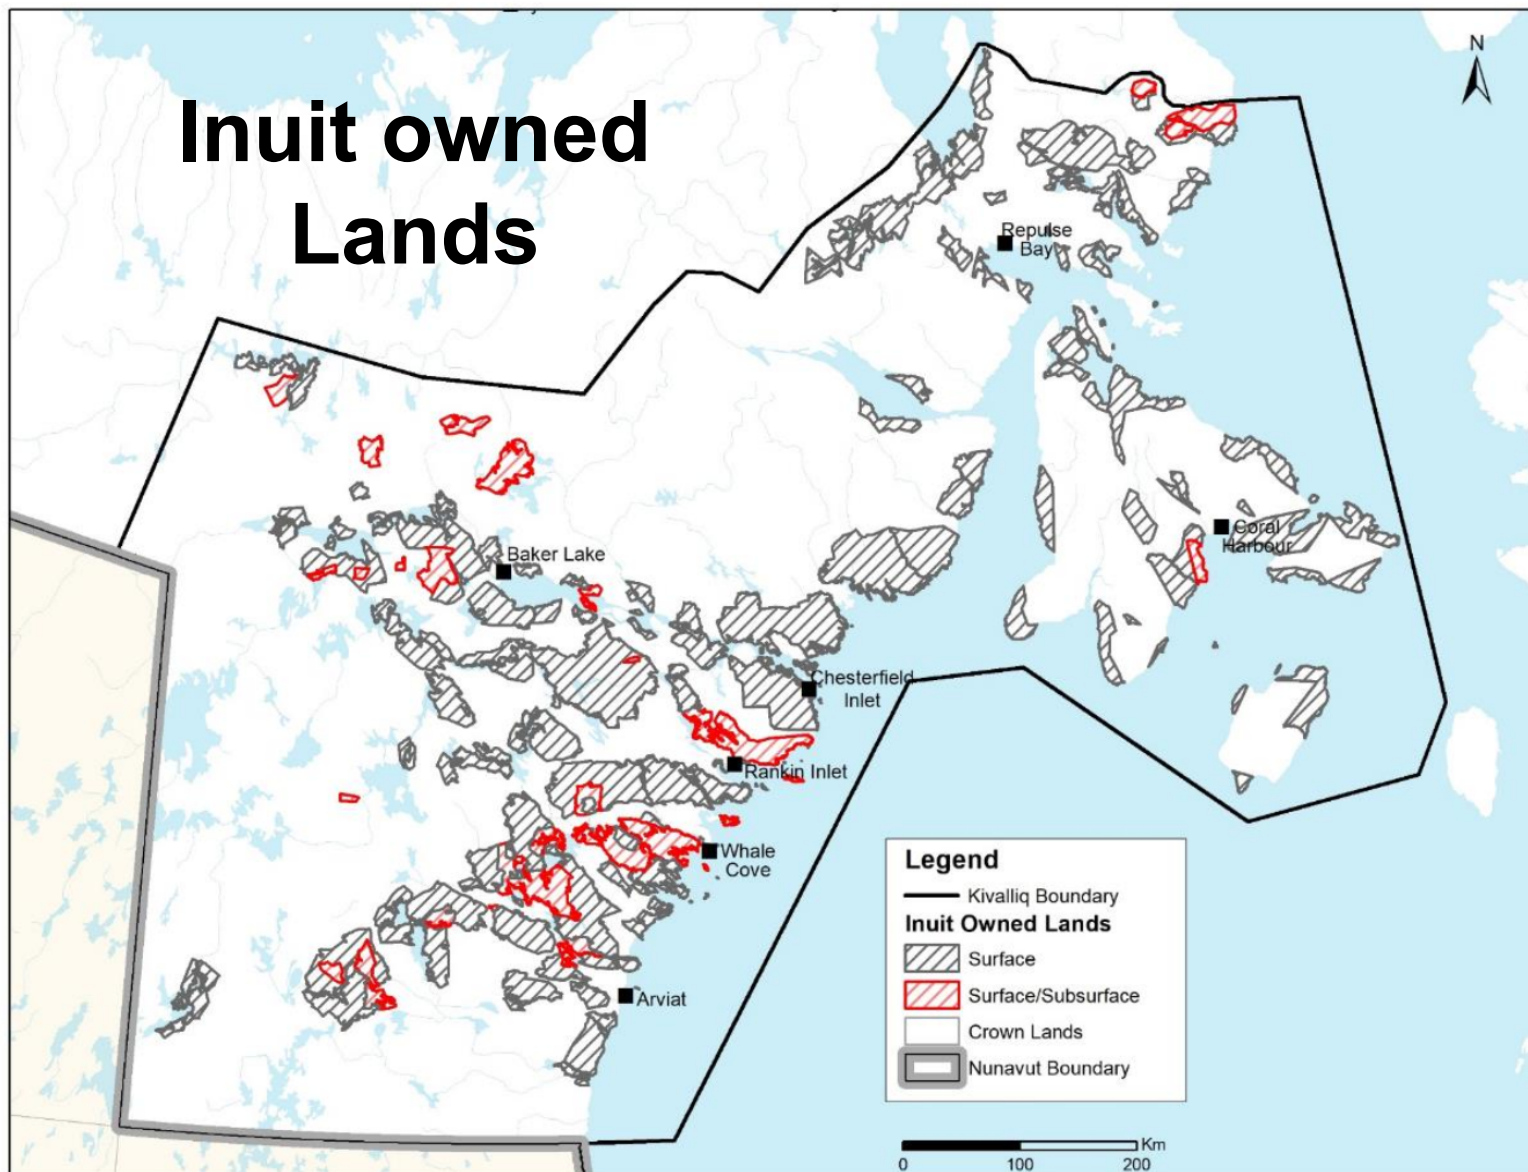 Inuit owned
Lands
N
Repulse
Bay
Coral
Harbour
Baker Lake
Chesterfield
Inlet
Rankin Inlet
Whale
Cove
Arviat
Legend
Kivalliq Boundary
Inuit Owned Lands
Surface
Surface/Subsurface
Crown Lands
Nunavut Boundary
Km
0 100 200